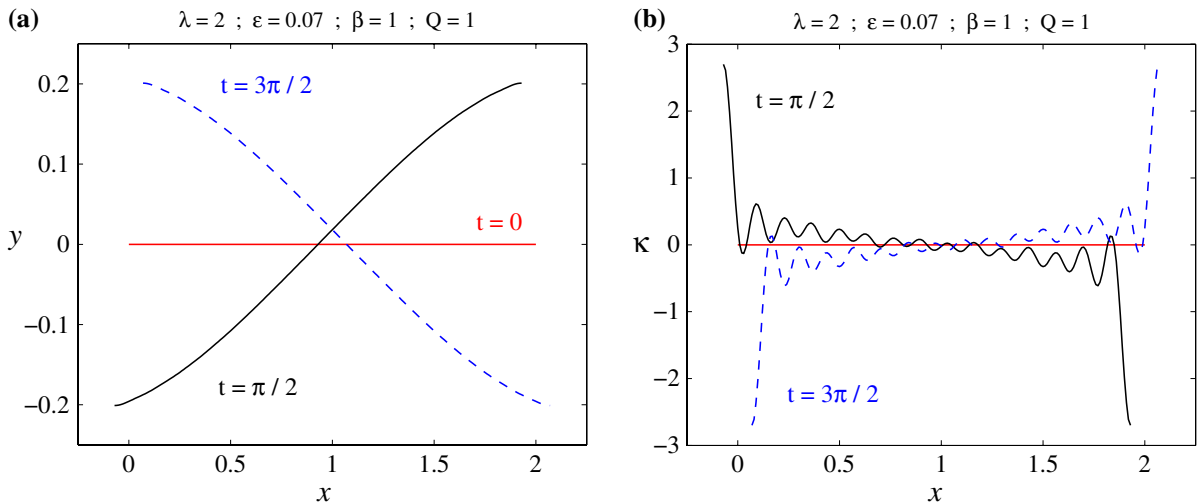 (a)
λ = 2 ; ε = 0.07 ; β = 1 ; Q = 1
0.2
0.1
0
−0.1
−0.2
y
t = 3π / 2
t = 0
t = π / 2
0
0.5
1
1.5
2
x
(b)
λ = 2 ; ε = 0.07 ; β = 1 ; Q = 1
3
2
1
0
−1
−2
−3
κ
t = π / 2
t = 3π / 2
0
0.5
1
1.5
2
x